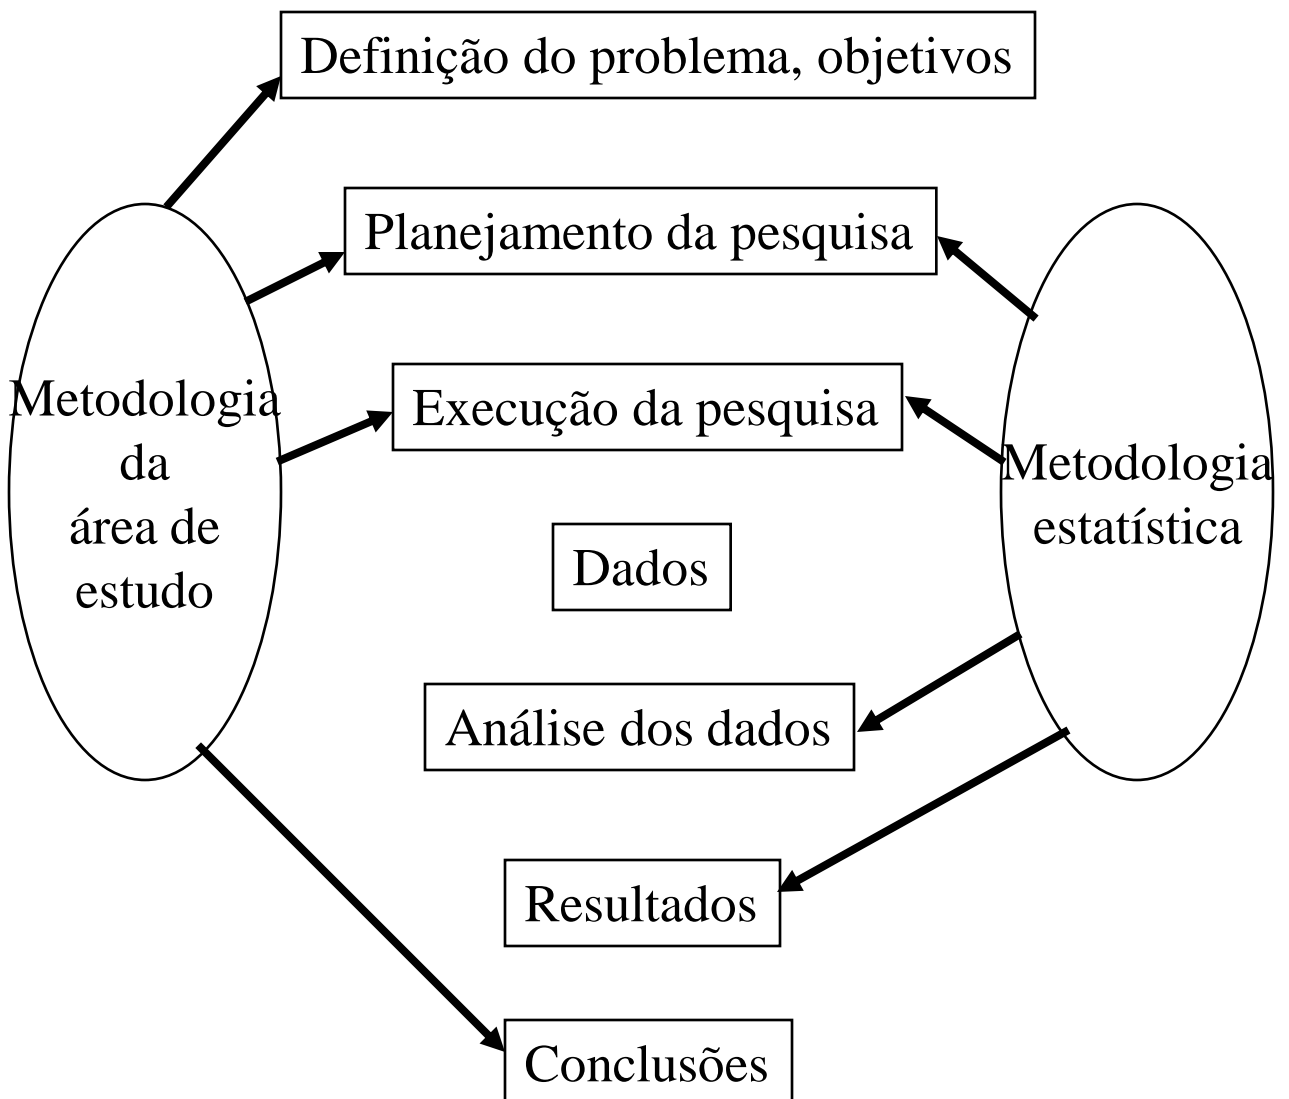 Definição do problema, objetivos
Planejamento da pesquisa
Metodologia
da
área de
estudo
Execução da pesquisa
Metodologia
estatística
Dados
Análise dos dados
Resultados
Conclusões